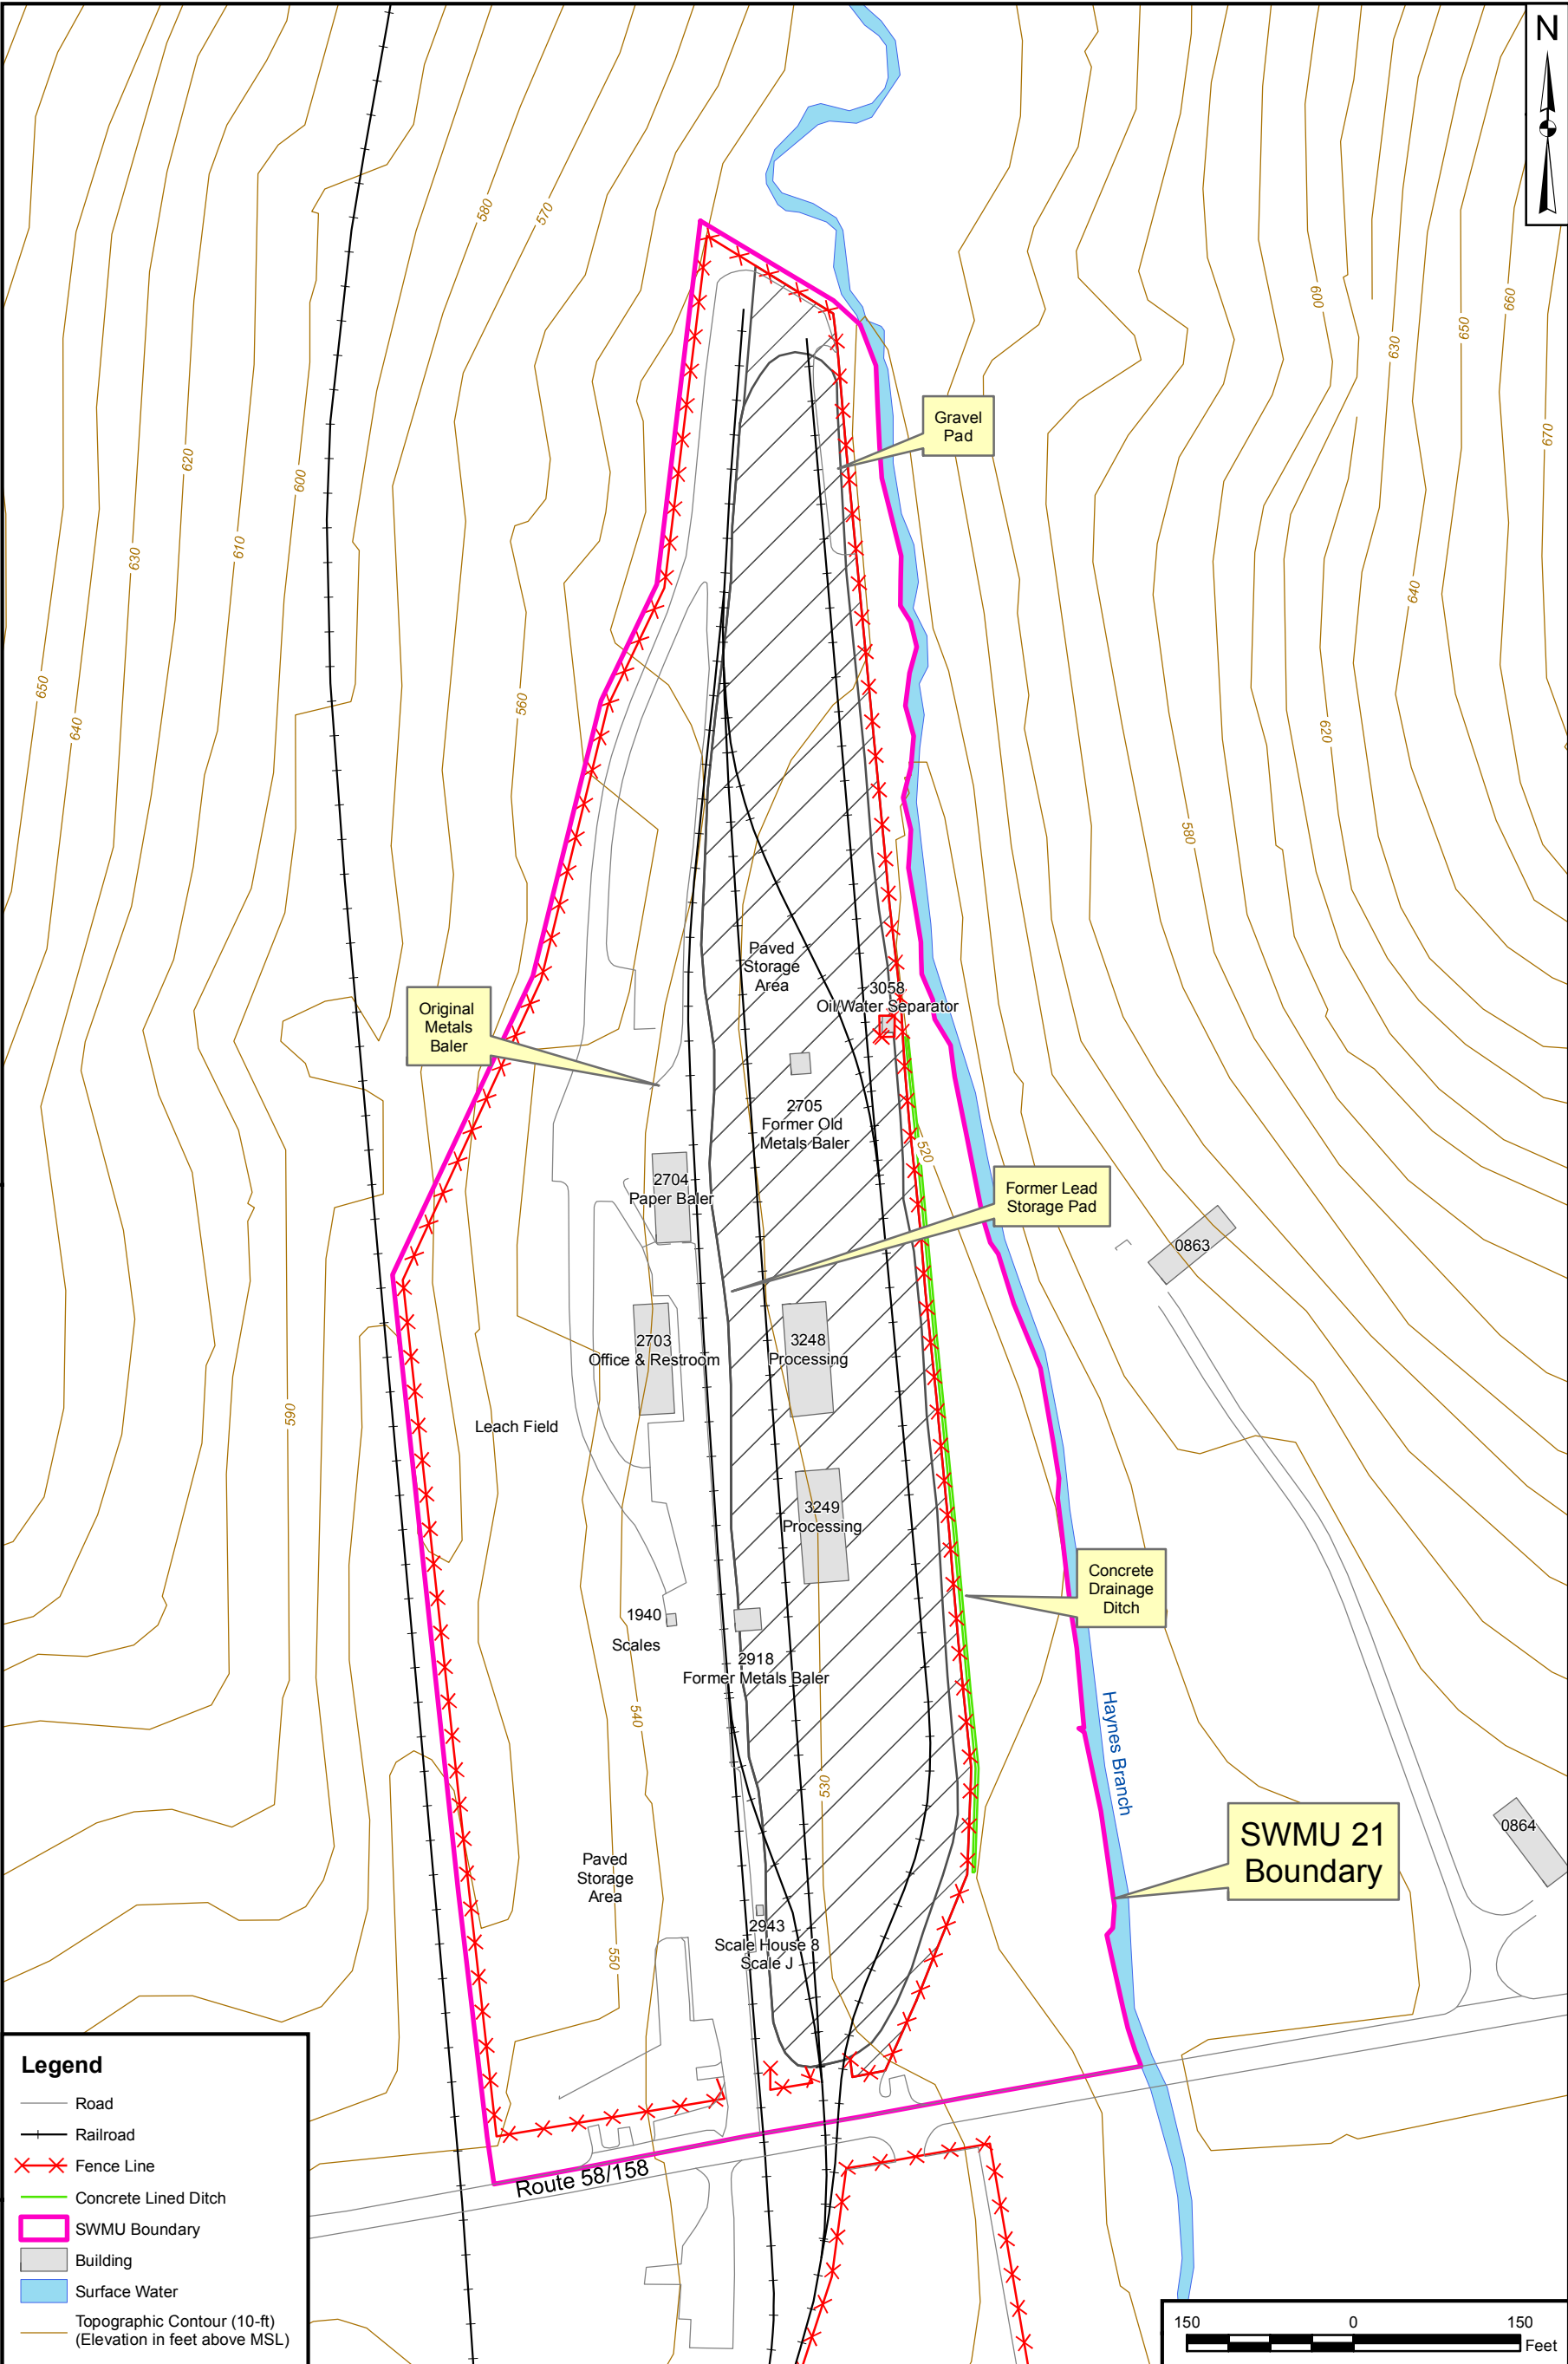 N
580
570
600
660
630
650
670
Gravel
Pad
620
600
630
610
640
650
560
640
620
580
Paved
Storage
Area
3058
Oil/Water Separator
Original
Metals
Baler
2705
Former Old
Metals Baler
520
2704
Paper Baler
Former Lead
Storage Pad
0863
2703
Office & Restroom
3248
Processing
590
Leach Field
3249
Processing
Concrete
Drainage
Ditch
1940
Scales
2918
Former Metals Baler
540
Haynes Branch
530
SWMU 21
Boundary
0864
Paved
Storage
Area
2943
Scale House 8
Scale J
550
Route 58/158
Legend
Road
Railroad
Fence Line
Concrete Lined Ditch
SWMU Boundary
Building
Surface Water
Topographic Contour (10-ft)
(Elevation in feet above MSL)
150 0 150
Feet